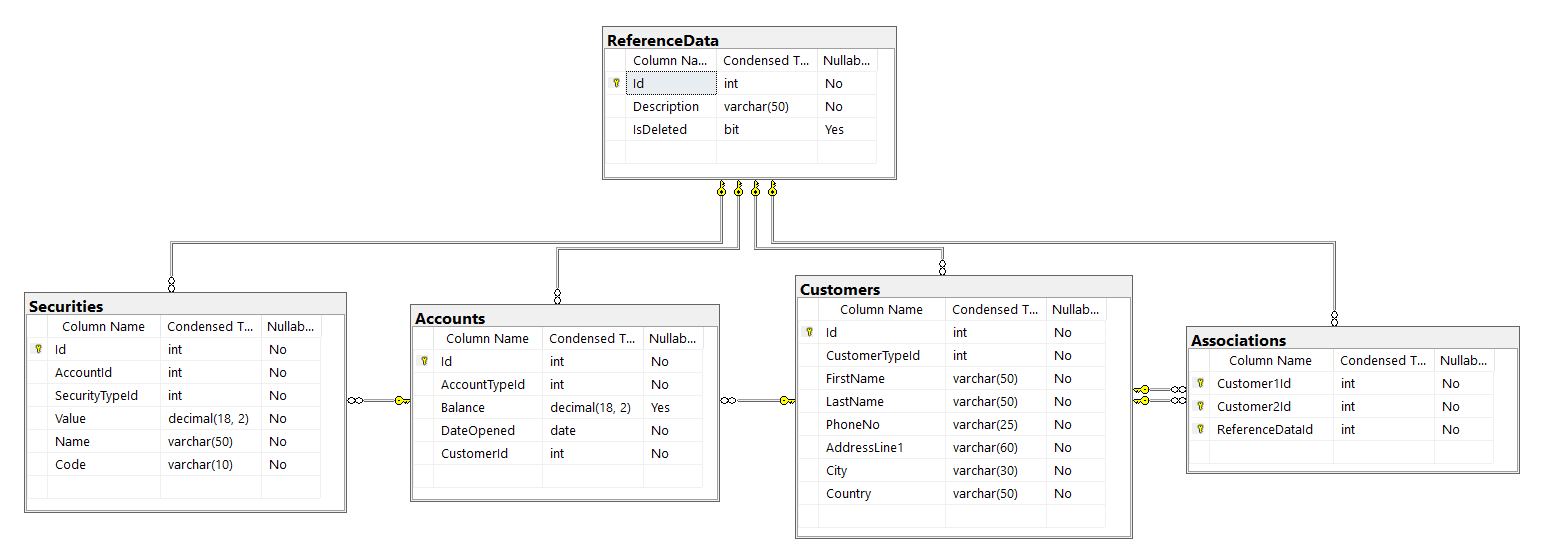 ReferenceData
Column Na... Condensed T... Nullab...
Id int No
Description varchar(50) No
IsDeleted bit Yes
Securities
Column Name Condensed T... Nullab...
Id int No
AccountId int No
SecurityTypeId int No
Value decimal(18, 2) No
Name varchar(50) No
Code varchar(10) No
Accounts
Column Name Condensed T... Nullab...
Id int No
AccountTypeId int No
Balance decimal(18, 2) Yes
DateOpened date No
CustomerId int No
Customers
Column Name Condensed T... Nullab...
Id int No
CustomerTypeId int No
FirstName varchar(50) No
LastName varchar(50) No
PhoneNo varchar(25) No
AddressLine1 varchar(60) No
City varchar(30) No
Country varchar(50) No
Associations
Column Name Condensed T... Nullab...
Customer1Id int No
Customer2Id int No
ReferenceDataId int No